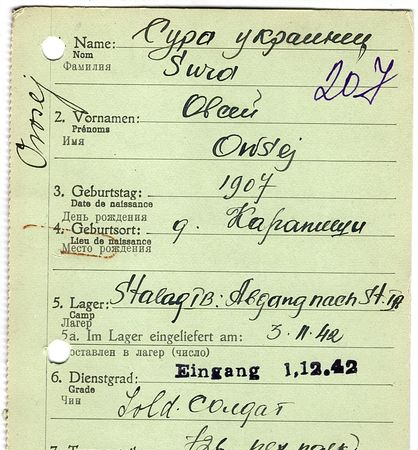 1. Name: Сура украинец
Nom
Фамилия Sura
207
Owsej
2. Vornamen: Овсей
Prénoms
Имя Owsej
3. Geburtstag: 1907
Date de naissance
День рождения
4. Geburtsort: д. Карапищи
Lieu de naissance
Место рождения
5. Lager: Stalag I B: Abgang nach St. IA
Camp
Лагерь
5a. Im Lager eingeliefert am: 3.11.42
доставлен в лагерь (число)
Eingang 1,12.42
6. Dienstgrad: Sold. Солдат
Grade
Чин